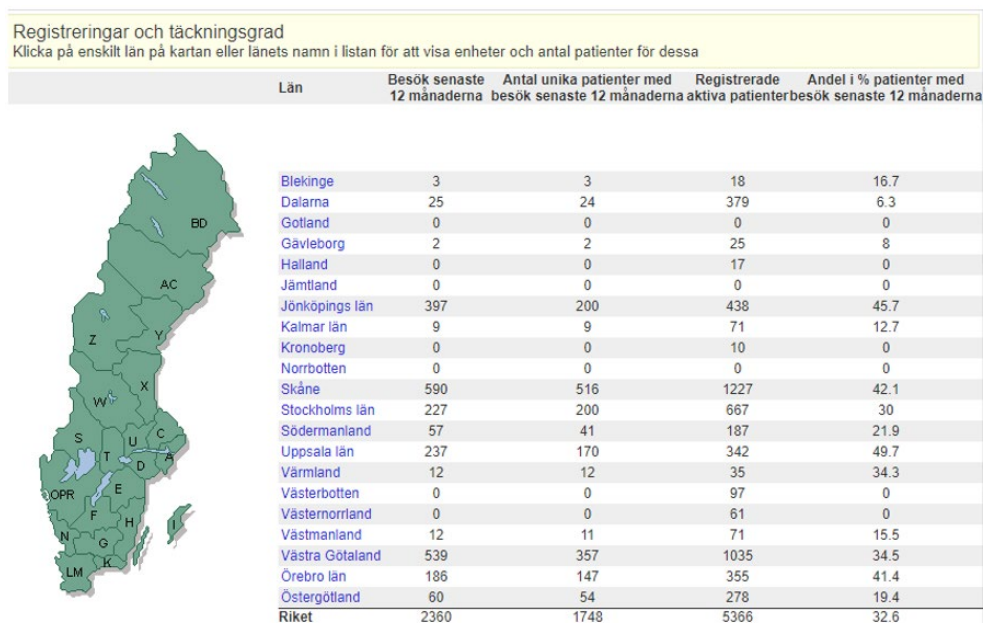 Registreringar och täckningsgrad
Klicka på enskilt län på kartan eller länets namn i listan för att visa enheter och antal patienter för dessa
Län
Besök senaste 12 månaderna
Antal unika patienter med besök senaste 12 månaderna
Registrerade aktiva patienter
Andel i % patienter med besök senaste 12 månaderna
Blekinge 3 3 18 16.7
Dalarna 25 24 379 6.3
Gotland 0 0 0 0
Gävleborg 2 2 25 8
Halland 0 0 17 0
Jämtland 0 0 0 0
Jönköpings län 397 200 438 45.7
Kalmar län 9 9 71 12.7
Kronoberg 0 0 10 0
Norrbotten 0 0 0 0
Skåne 590 516 1227 42.1
Stockholms län 227 200 667 30
Södermanland 57 41 187 21.9
Uppsala län 237 170 342 49.7
Värmland 12 12 35 34.3
Västerbotten 0 0 97 0
Västernorrland 0 0 61 0
Västmanland 12 11 71 15.5
Västra Götaland 539 357 1035 34.5
Örebro län 186 147 355 41.4
Östergötland 60 54 278 19.4
Riket 2360 1748 5366 32.6
BD
AC
Z
Y
X
W
S
T
U
C
A
D
OPR
E
F
H
I
N
G
K
LM